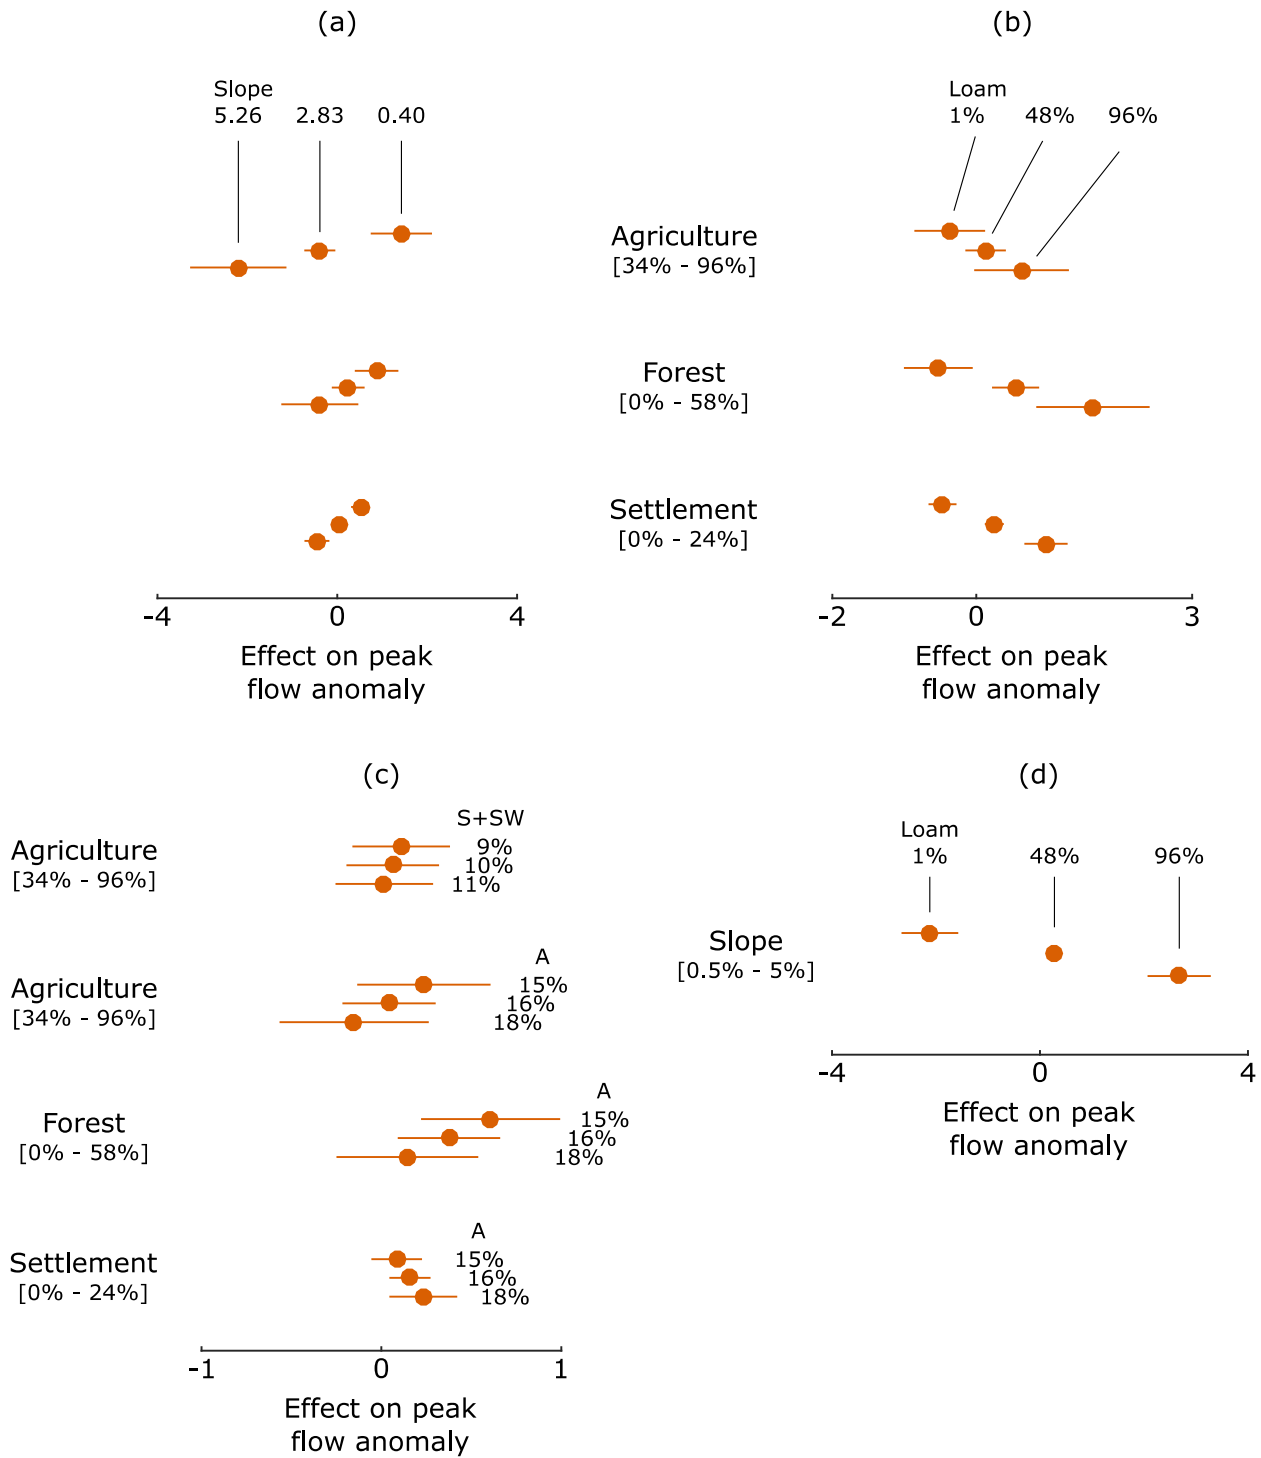 (a)
Slope
5.26 2.83 0.40
-4 0 4
Effect on peak
flow anomaly
(b)
Loam
1% 48% 96%
Agriculture
[34% - 96%]
Forest
[0% - 58%]
Settlement
[0% - 24%]
-2 0 3
Effect on peak
flow anomaly
(c)
S+SW
Agriculture
[34% - 96%]
9%
10%
11%
A
Agriculture
[34% - 96%]
15%
16%
18%
A
Forest
[0% - 58%]
15%
16%
18%
A
Settlement
[0% - 24%]
15%
16%
18%
-1 0 1
Effect on peak
flow anomaly
(d)
Loam
1% 48% 96%
Slope
[0.5% - 5%]
-4 0 4
Effect on peak
flow anomaly